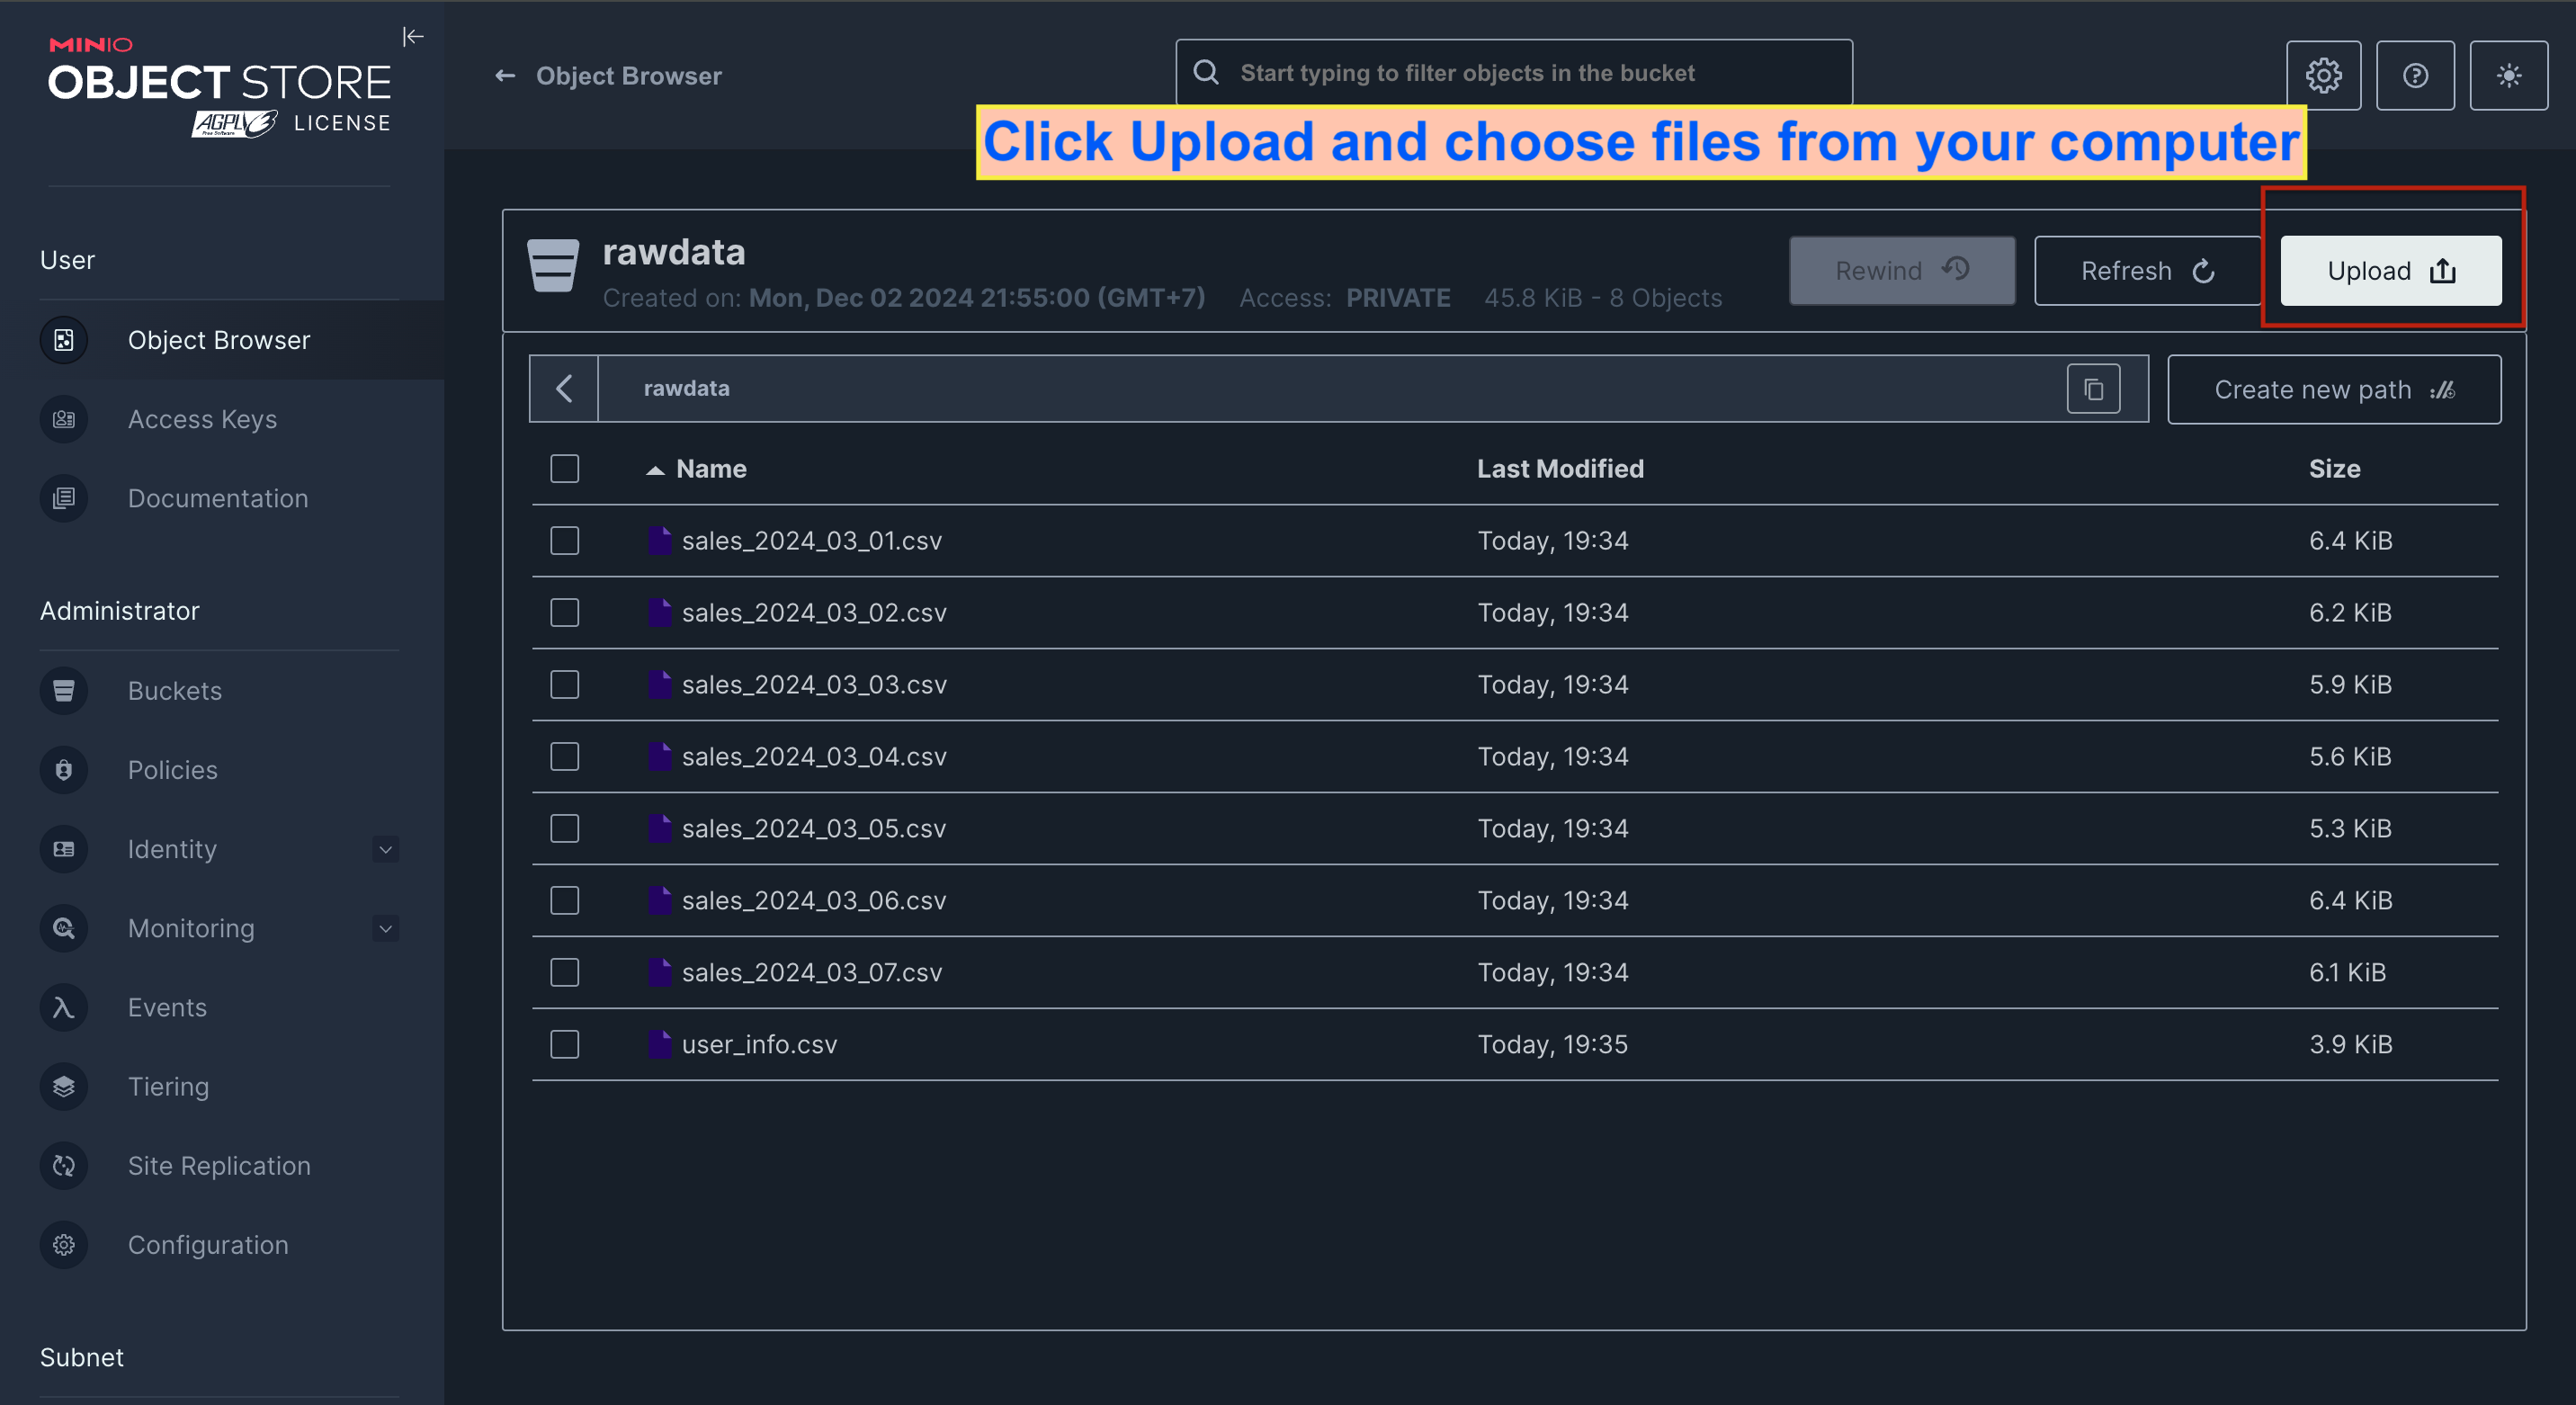 MINIO
OBJECT STORE
AGPL v3 LICENSE
Free Software
User
Object Browser
Access Keys
Documentation
Administrator
Buckets
Policies
Identity
Monitoring
Events
Tiering
Site Replication
Configuration
Subnet
Object Browser
Start typing to filter objects in the bucket
Click Upload and choose files from your computer
rawdata
Created on: Mon, Dec 02 2024 21:55:00 (GMT+7) Access: PRIVATE 45.8 KiB - 8 Objects
Rewind Refresh Upload
rawdata Create new path
Name Last Modified Size
sales_2024_03_01.csv Today, 19:34 6.4 KiB
sales_2024_03_02.csv Today, 19:34 6.2 KiB
sales_2024_03_03.csv Today, 19:34 5.9 KiB
sales_2024_03_04.csv Today, 19:34 5.6 KiB
sales_2024_03_05.csv Today, 19:34 5.3 KiB
sales_2024_03_06.csv Today, 19:34 6.4 KiB
sales_2024_03_07.csv Today, 19:34 6.1 KiB
user_info.csv Today, 19:35 3.9 KiB